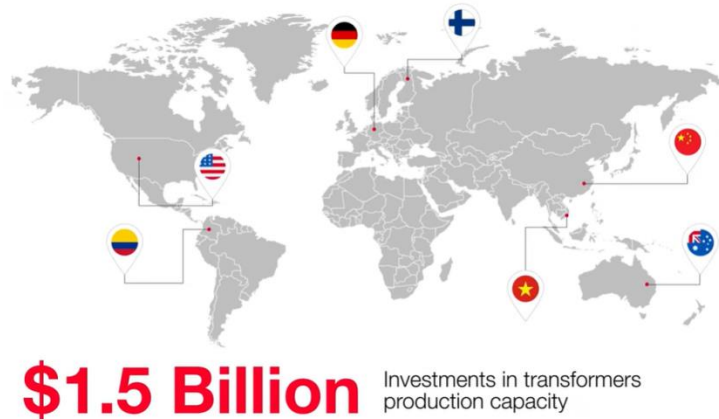 $1.5 Billion
Investments in transformers
production capacity